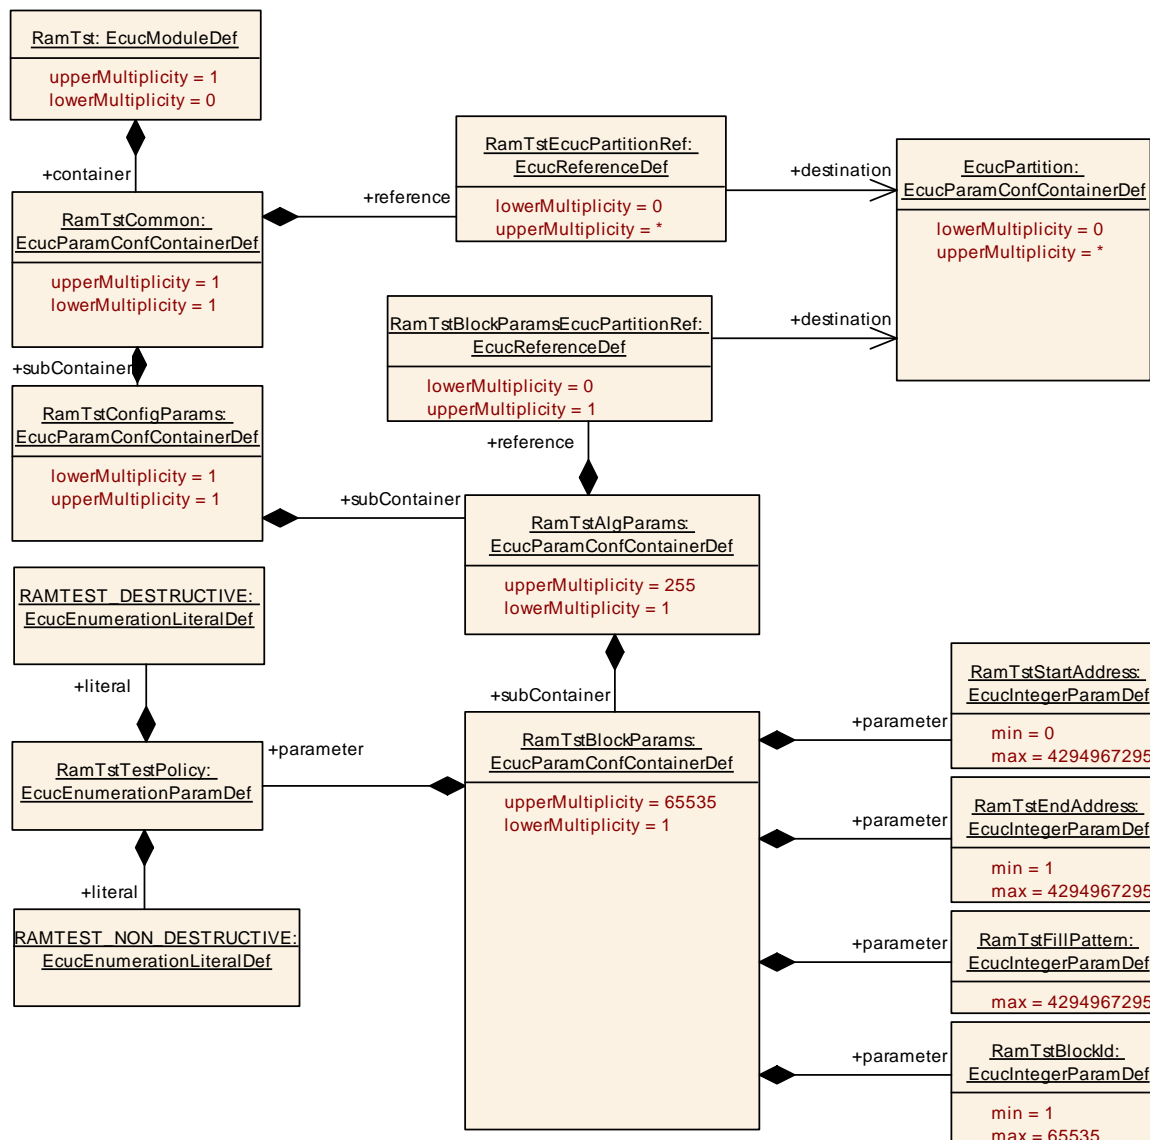 RamTst: EcucModuleDef
upperMultiplicity = 1
lowerMultiplicity = 0
+container
RamTstCommon:
EcucParamConfContainerDef
upperMultiplicity = 1
lowerMultiplicity = 1
+reference
RamTstEcucPartitionRef:
EcucReferenceDef
lowerMultiplicity = 0
upperMultiplicity = *
+destination
EcucPartition:
EcucParamConfContainerDef
lowerMultiplicity = 0
upperMultiplicity = *
RamTstBlockParamsEcucPartitionRef:
EcucReferenceDef
lowerMultiplicity = 0
upperMultiplicity = 1
+destination
+reference
+subContainer
RamTstConfigParams:
EcucParamConfContainerDef
lowerMultiplicity = 1
upperMultiplicity = 1
+subContainer
RamTstAlgParams:
EcucParamConfContainerDef
upperMultiplicity = 255
lowerMultiplicity = 1
+subContainer
RAMTEST_DESTRUCTIVE:
EcucEnumerationLiteralDef
+literal
RamTstTestPolicy:
EcucEnumerationParamDef
+parameter
+literal
RAMTEST_NON_DESTRUCTIVE:
EcucEnumerationLiteralDef
RamTstBlockParams:
EcucParamConfContainerDef
upperMultiplicity = 65535
lowerMultiplicity = 1
+parameter
RamTstStartAddress:
EcucIntegerParamDef
min = 0
max = 4294967295
+parameter
RamTstEndAddress:
EcucIntegerParamDef
min = 1
max = 4294967295
+parameter
RamTstFillPattern:
EcucIntegerParamDef
max = 4294967295
+parameter
RamTstBlockId:
EcucIntegerParamDef
min = 1
max = 65535